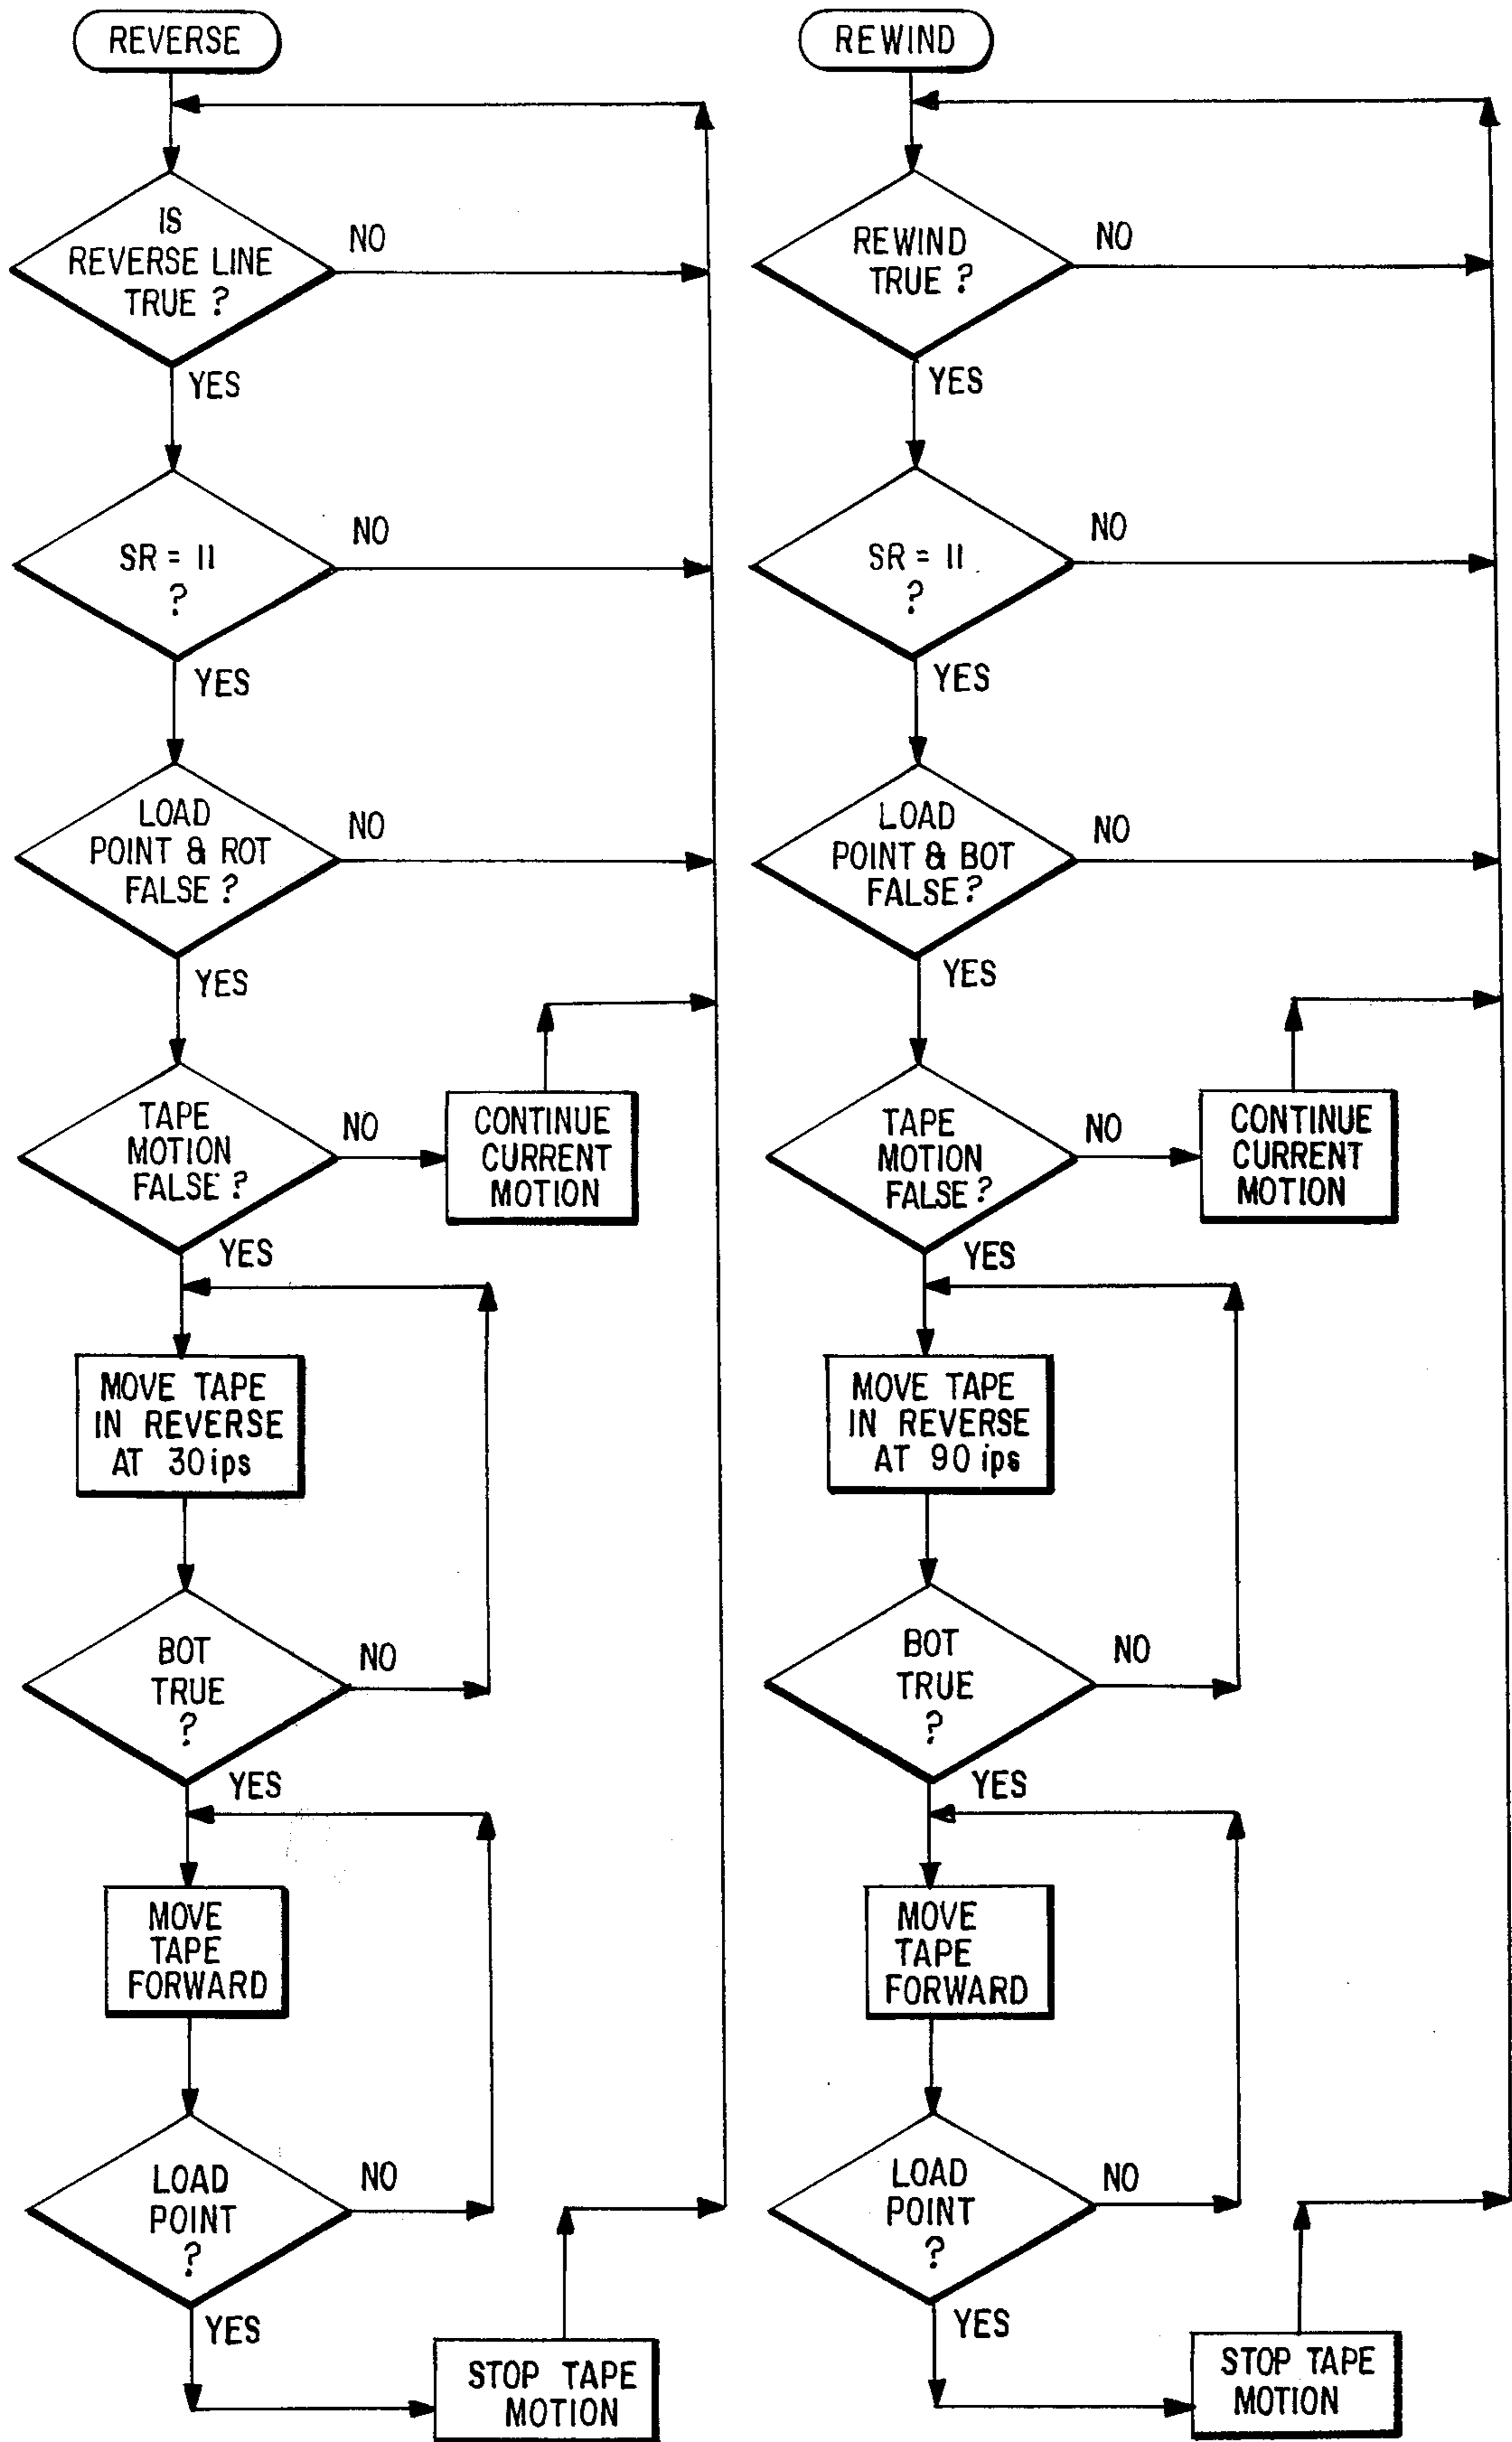 REVERSE
IS
REVERSE LINE
TRUE ?
NO
YES
SR = 11
?
NO
YES
LOAD
POINT & ROT
FALSE ?
NO
YES
TAPE
MOTION
FALSE ?
NO
CONTINUE
CURRENT
MOTION
YES
MOVE TAPE
IN REVERSE
AT 30 ips
BOT
TRUE
?
NO
YES
MOVE
TAPE
FORWARD
LOAD
POINT
?
NO
YES
STOP TAPE
MOTION
REWIND
REWIND
TRUE ?
NO
YES
SR = 11
?
NO
YES
LOAD
POINT & BOT
FALSE ?
NO
YES
TAPE
MOTION
FALSE ?
NO
CONTINUE
CURRENT
MOTION
YES
MOVE TAPE
IN REVERSE
AT 90 ips
BOT
TRUE
?
NO
YES
MOVE
TAPE
FORWARD
LOAD
POINT
?
NO
YES
STOP TAPE
MOTION